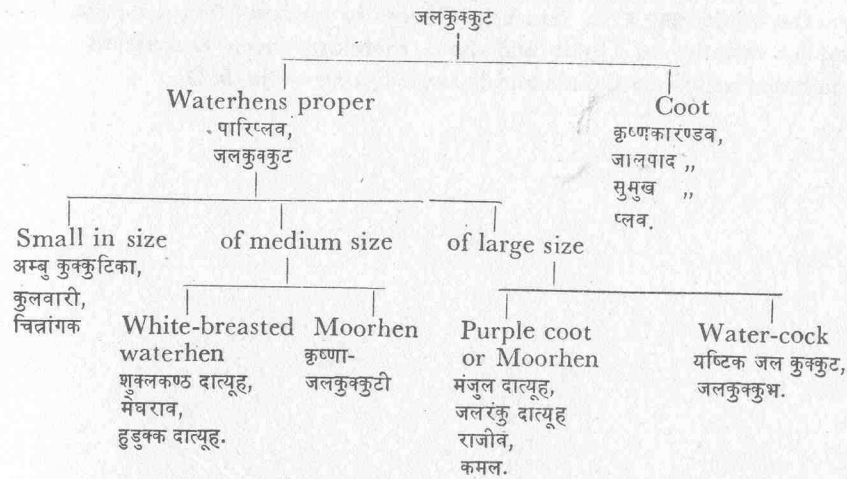 जलकुक्कुट
Waterhens proper
पारिप्लव,
जलकुक्कुट
Coot
कृष्णकारण्डव,
जालपाद „
सुमुख „
प्लव.
Small in size
अम्बु कुक्कुटिका,
कुलवारी,
चित्रांगक
of medium size
of large size
White-breasted
waterhen
शुक्लकण्ठ दात्यूह,
मेघराव,
हुडुक्क दात्यूह.
Moorhen
कृष्णा-
जलकुक्कुटी
Purple coot
or Moorhen
मंजुल दात्यूह,
जलरंकु दात्यूह
राजीव,
कमल.
Water-cock
यष्टिक जल कुक्कुट,
जलकुक्कुभ.